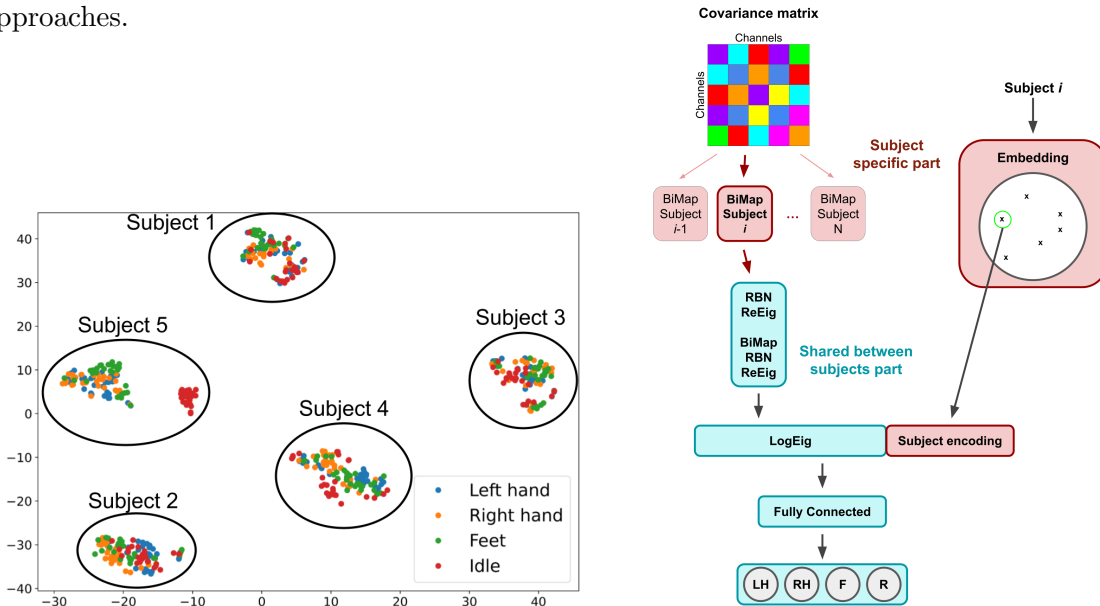 pproaches.
Subject 1
Subject 5
Subject 3
Subject 4
Subject 2
40
30
20
10
0
−10
−20
−30
−40
−30
−20
−10
0
10
20
30
40
Left hand
Right hand
Feet
Idle
Covariance matrix
Channels
Channels
Subject
specific part
BiMap
Subject
i-1
BiMap
Subject
i
...
BiMap
Subject
N
Subject i
Embedding
x
x
x
x
x
x
RBN
ReEig
BiMap
RBN
ReEig
Shared between
subjects part
LogEig
Subject encoding
Fully Connected
LH
RH
F
R